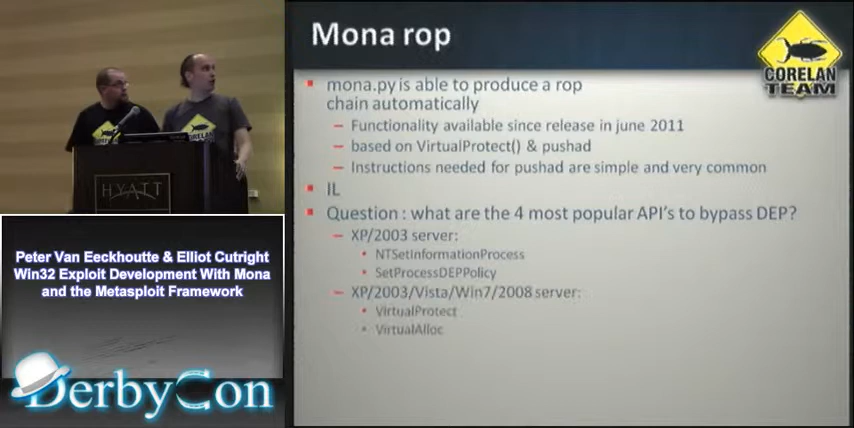 Mona rop
CORELAN
TEAM
mona.py is able to produce a rop
chain automatically
– Functionality available since release in june 2011
– based on VirtualProtect() & pushad
– Instructions needed for pushad are simple and very common
IL
Question : what are the 4 most popular API's to bypass DEP?
– XP/2003 server:
• NTSetInformationProcess
• SetProcessDEPPolicy
– XP/2003/Vista/Win7/2008 server:
• VirtualProtect
• VirtualAlloc
CORELAN
HYATT
Peter Van Eeckhoutte & Elliot Cutright
Win32 Exploit Development With Mona
and the Metasploit Framework
DerbyCon